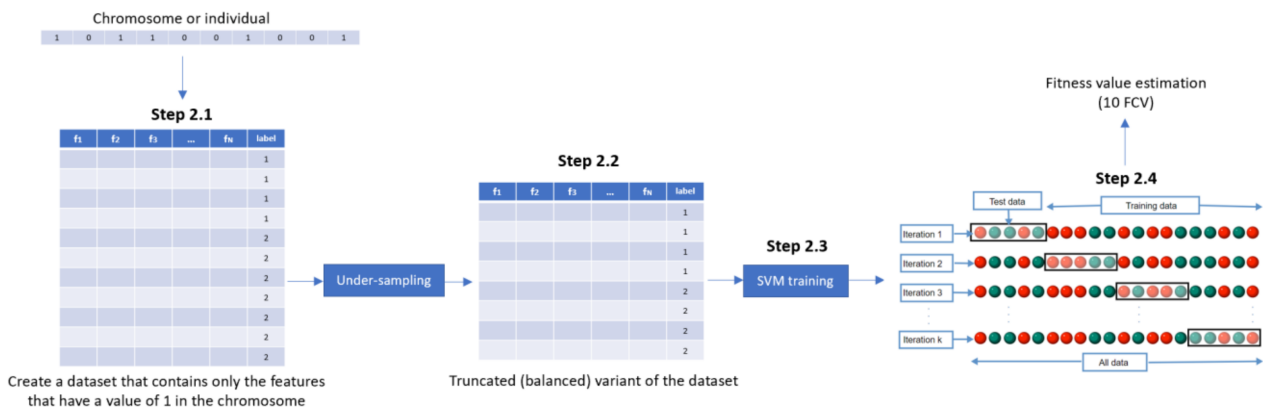 Chromosome or individual
1 0 1 1 0 0 1 0 0 1
Step 2.1
f1 f2 f3 ... fN label
1
1
1
1
2
2
2
2
2
2
2
Create a dataset that contains only the features
that have a value of 1 in the chromosome
Under-sampling
Step 2.2
f1 f2 f3 ... fN label
1
1
1
1
2
2
2
2
Truncated (balanced) variant of the dataset
Step 2.3
SVM training
Fitness value estimation
(10 FCV)
Step 2.4
Test data
Training data
Iteration 1
Iteration 2
Iteration 3
Iteration k
All data